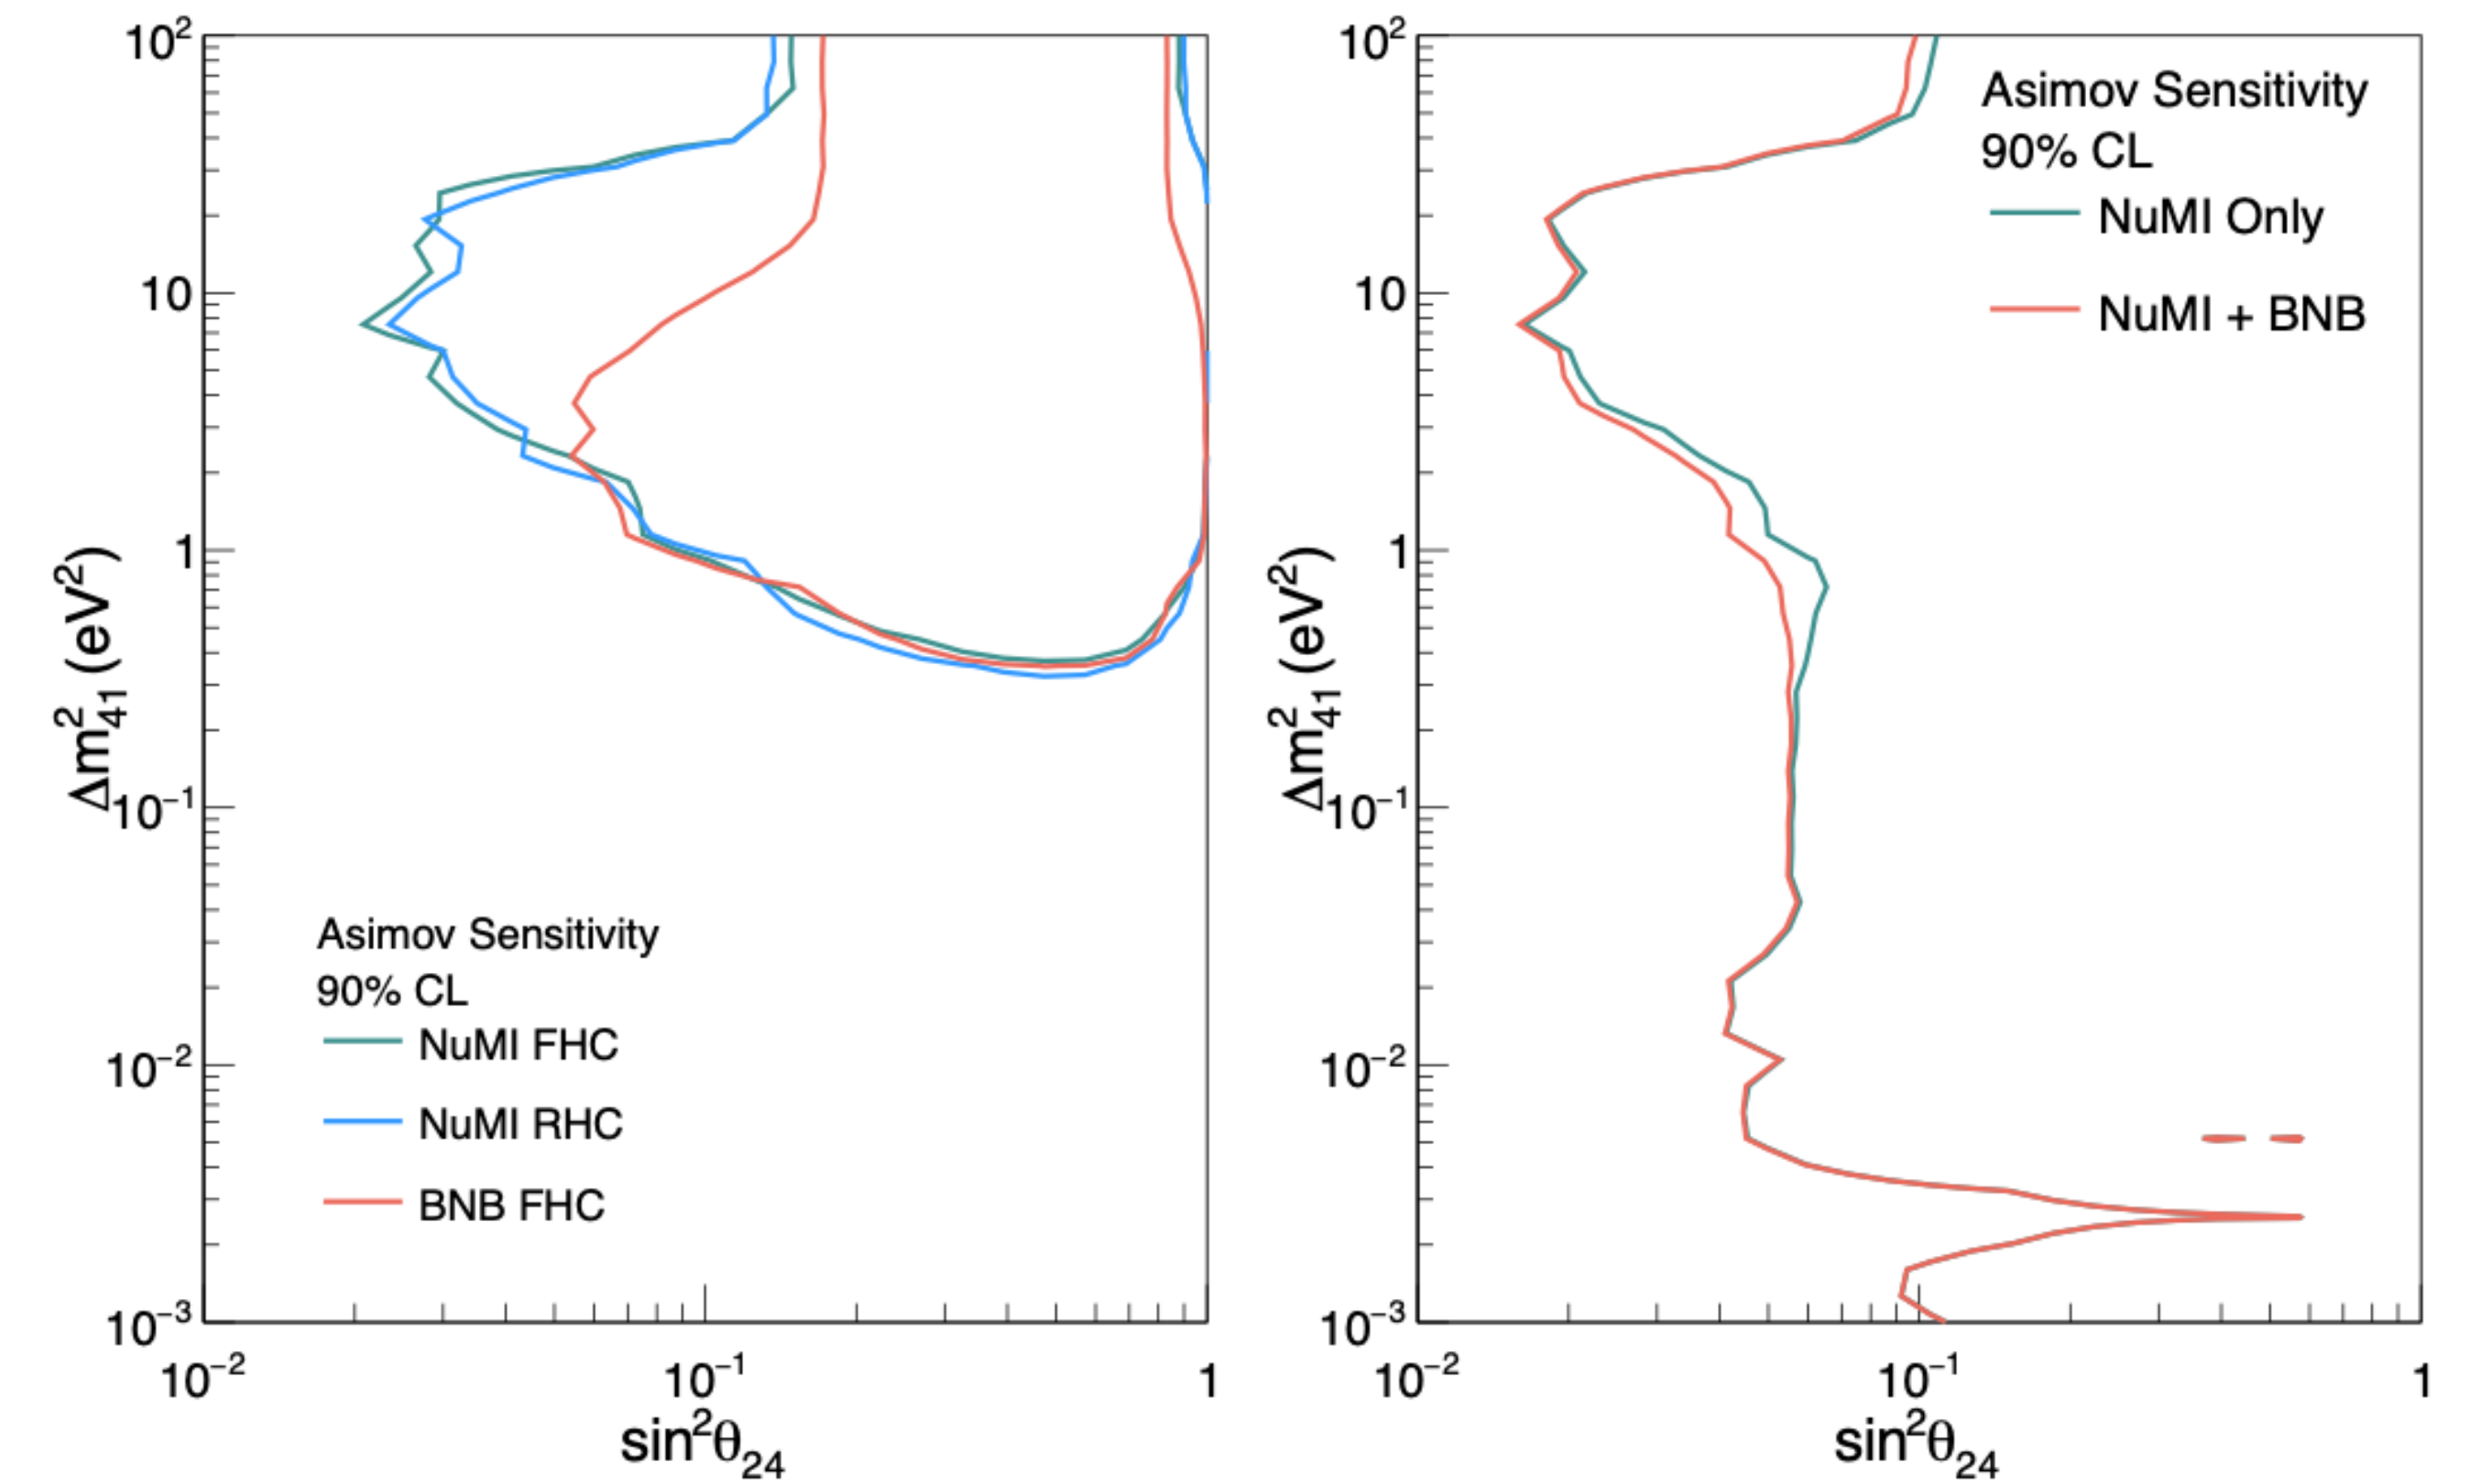 10²
10
1
10⁻¹
10⁻²
10⁻³
Δm²₄₁ (eV²)
Asimov Sensitivity
90% CL
NuMI FHC
NuMI RHC
BNB FHC
10⁻² 10⁻¹ 1
sin²θ₂₄
10²
10
1
10⁻¹
10⁻²
10⁻³
Δm²₄₁ (eV²)
Asimov Sensitivity
90% CL
NuMI Only
NuMI + BNB
10⁻² 10⁻¹ 1
sin²θ₂₄